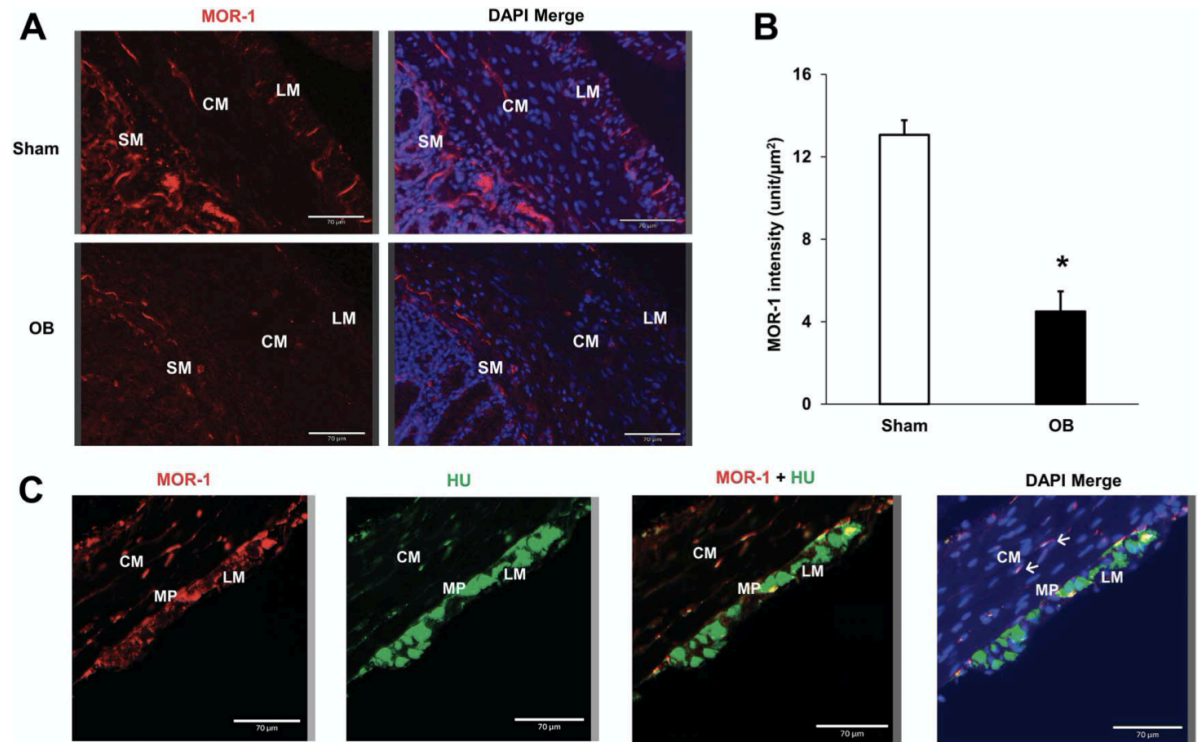 A
MOR-1
DAPI Merge
Sham
SM
CM
LM
70 µm
SM
CM
LM
70 µm
OB
SM
CM
LM
70 µm
SM
CM
LM
70 µm
B
MOR-1 intensity (unit/µm²)
16
12
8
4
0
*
Sham
OB
C
MOR-1
HU
MOR-1 + HU
DAPI Merge
CM
MP
LM
70 µm
CM
MP
LM
70 µm
CM
MP
LM
70 µm
CM
MP
LM
70 µm